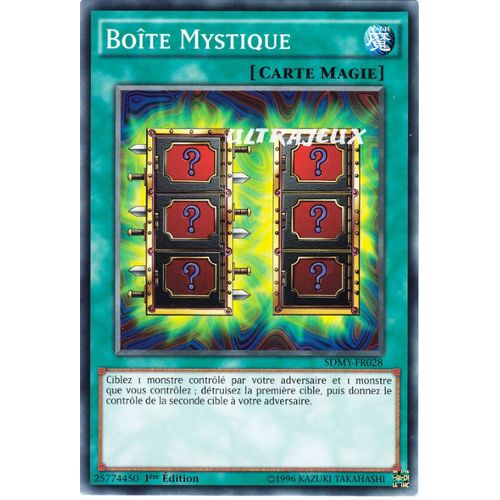 BOÎTE MYSTIQUE
魔
[CARTE MAGIE]
ULTRAJEUX
? ?
? ?
? ?
SDMY-FR028
Ciblez 1 monstre contrôlé par votre adversaire et 1 monstre
que vous contrôlez ; détruisez la première cible, puis donnez le
contrôle de la seconde cible à votre adversaire.
25774450 1ère Édition ©1996 KAZUKI TAKAHASHI